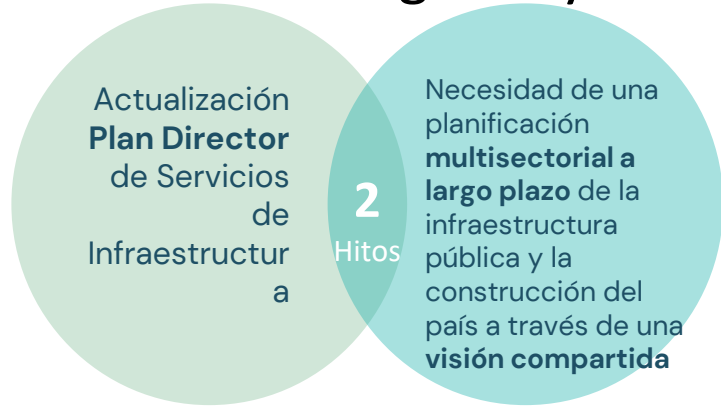 Actualización
Plan Director
de Servicios
de
Infraestructur
a
2
Hitos
Necesidad de una
planificación
multisectorial a
largo plazo de la
infraestructura
pública y la
construcción del
país a través de una
visión compartida